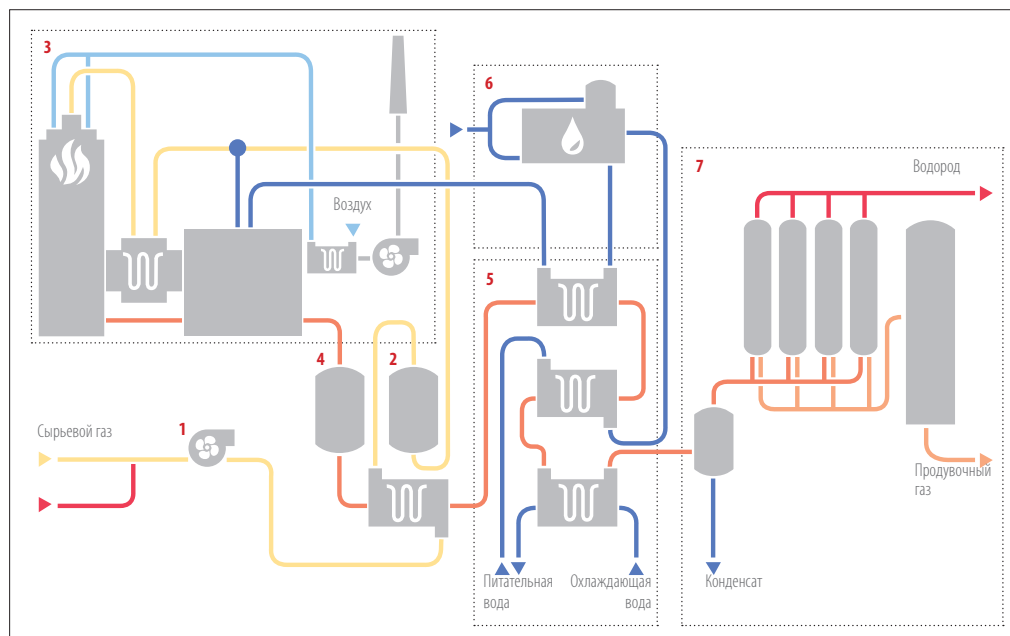 3
6
7
Водород
Воздух
5
4
2
Сырьевой газ
1
Продувочный
газ
Питательная
вода
Охлаждающая
вода
Конденсат